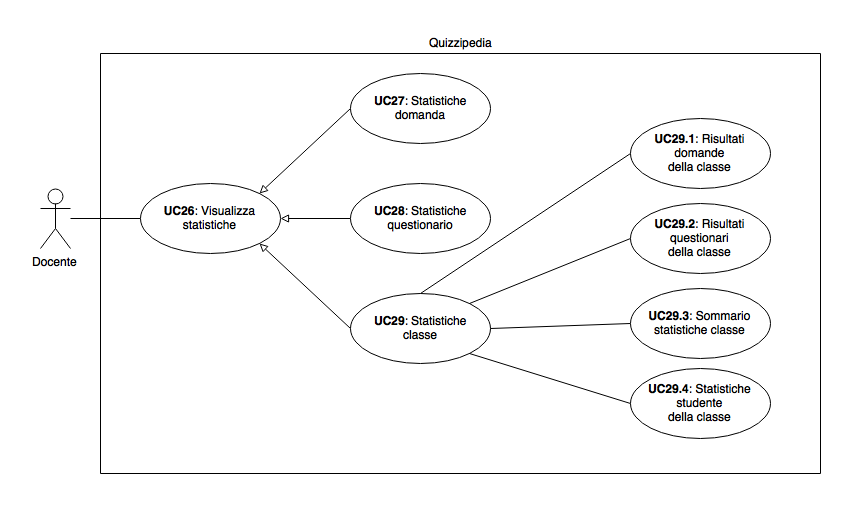 Quizzipedia
UC27: Statistiche
domanda
UC29.1: Risultati
domande
della classe
UC26: Visualizza
statistiche
UC28: Statistiche
questionario
UC29.2: Risultati
questionari
della classe
Docente
UC29: Statistiche
classe
UC29.3: Sommario
statistiche classe
UC29.4: Statistiche
studente
della classe